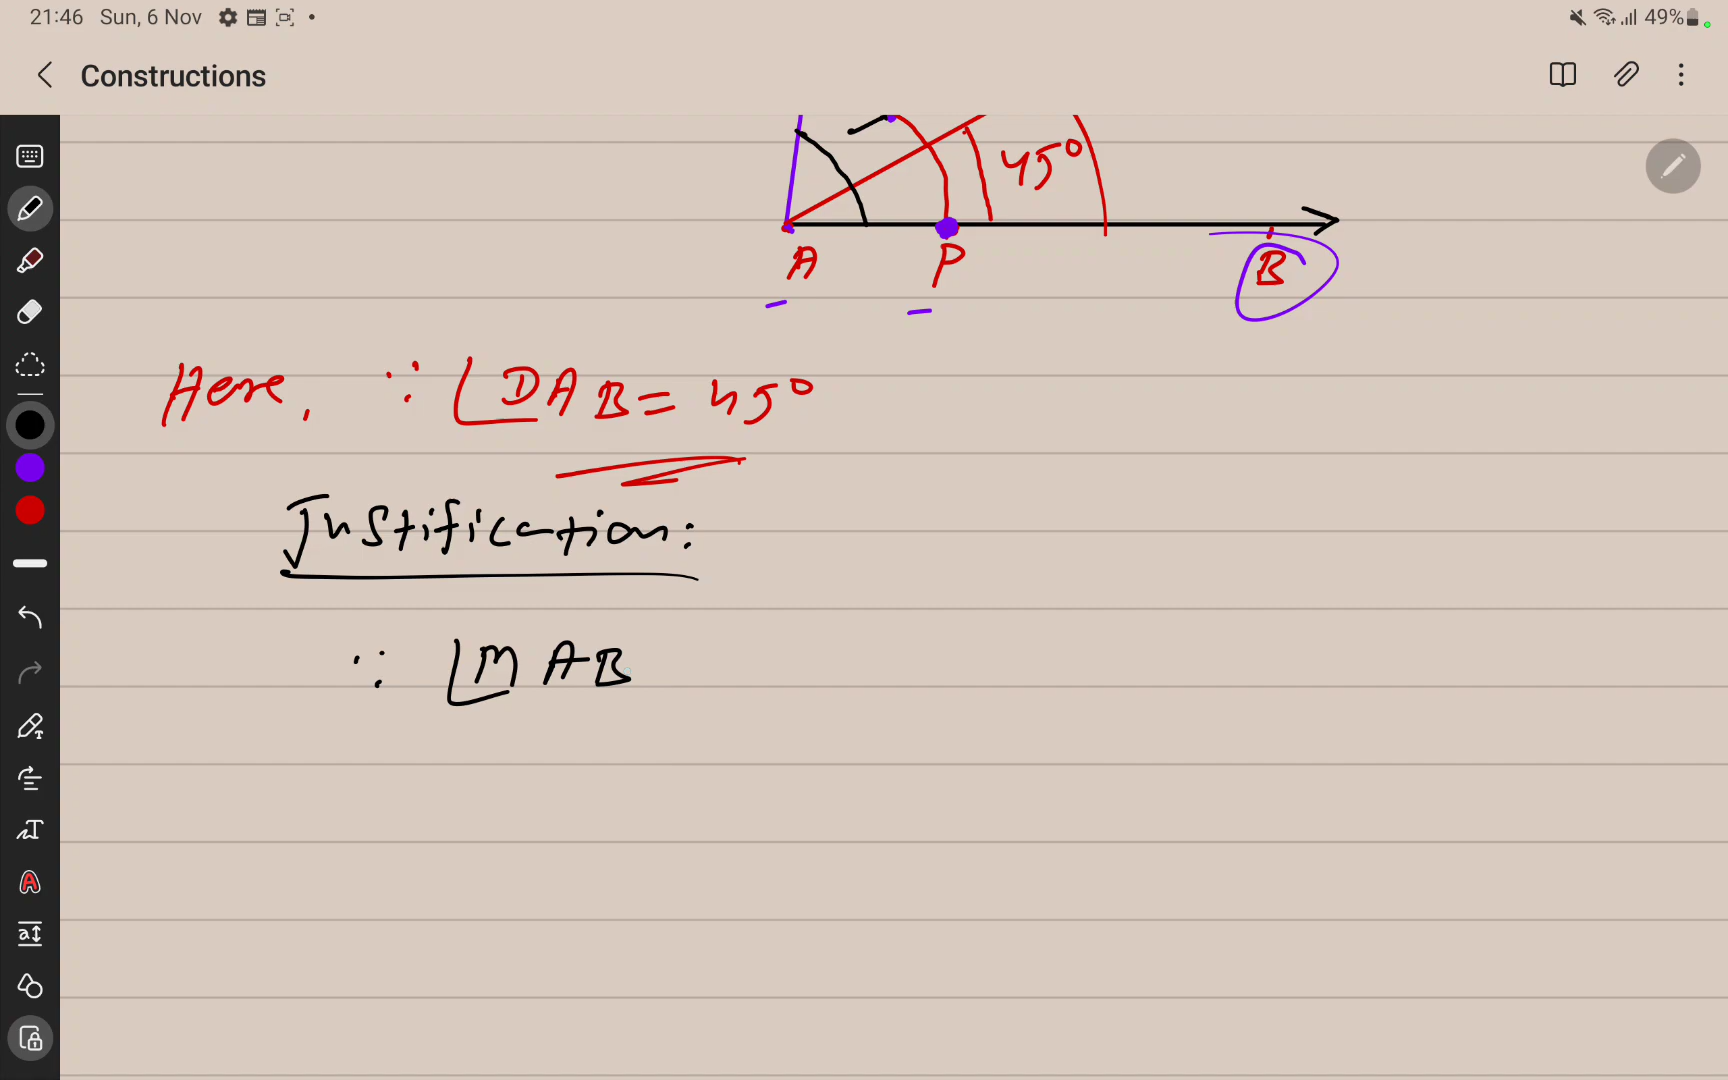 21:46 Sun, 6 Nov 49%
Constructions
45°
A P B
Here, ∵ ∠DAB = 45°
Justification:
∵ ∠MAB